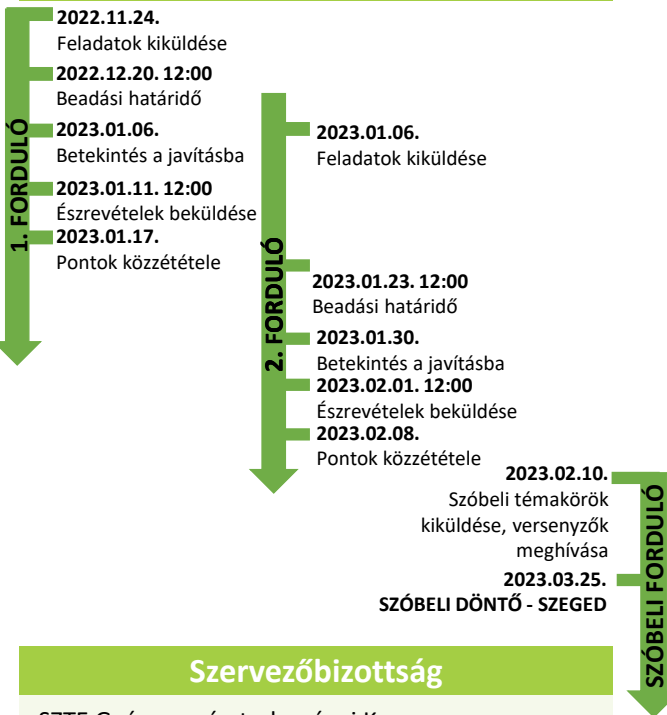 2022.11.24.
Feladatok kiküldése
2022.12.20. 12:00
Beadási határidő
2023.01.06.
Betekintés a javításba
2023.01.11. 12:00
Észrevételek beküldése
2023.01.17.
Pontok közzététele
1. FORDULÓ
2023.01.06.
Feladatok kiküldése
2023.01.23. 12:00
Beadási határidő
2023.01.30.
Betekintés a javításba
2023.02.01. 12:00
Észrevételek beküldése
2023.02.08.
Pontok közzététele
2. FORDULÓ
2023.02.10.
Szóbeli témakörök
kiküldése, versenyzők
meghívása
2023.03.25.
SZÓBELI DÖNTŐ - SZEGED
SZÓBELI FORDULÓ
Szervezőbizottság